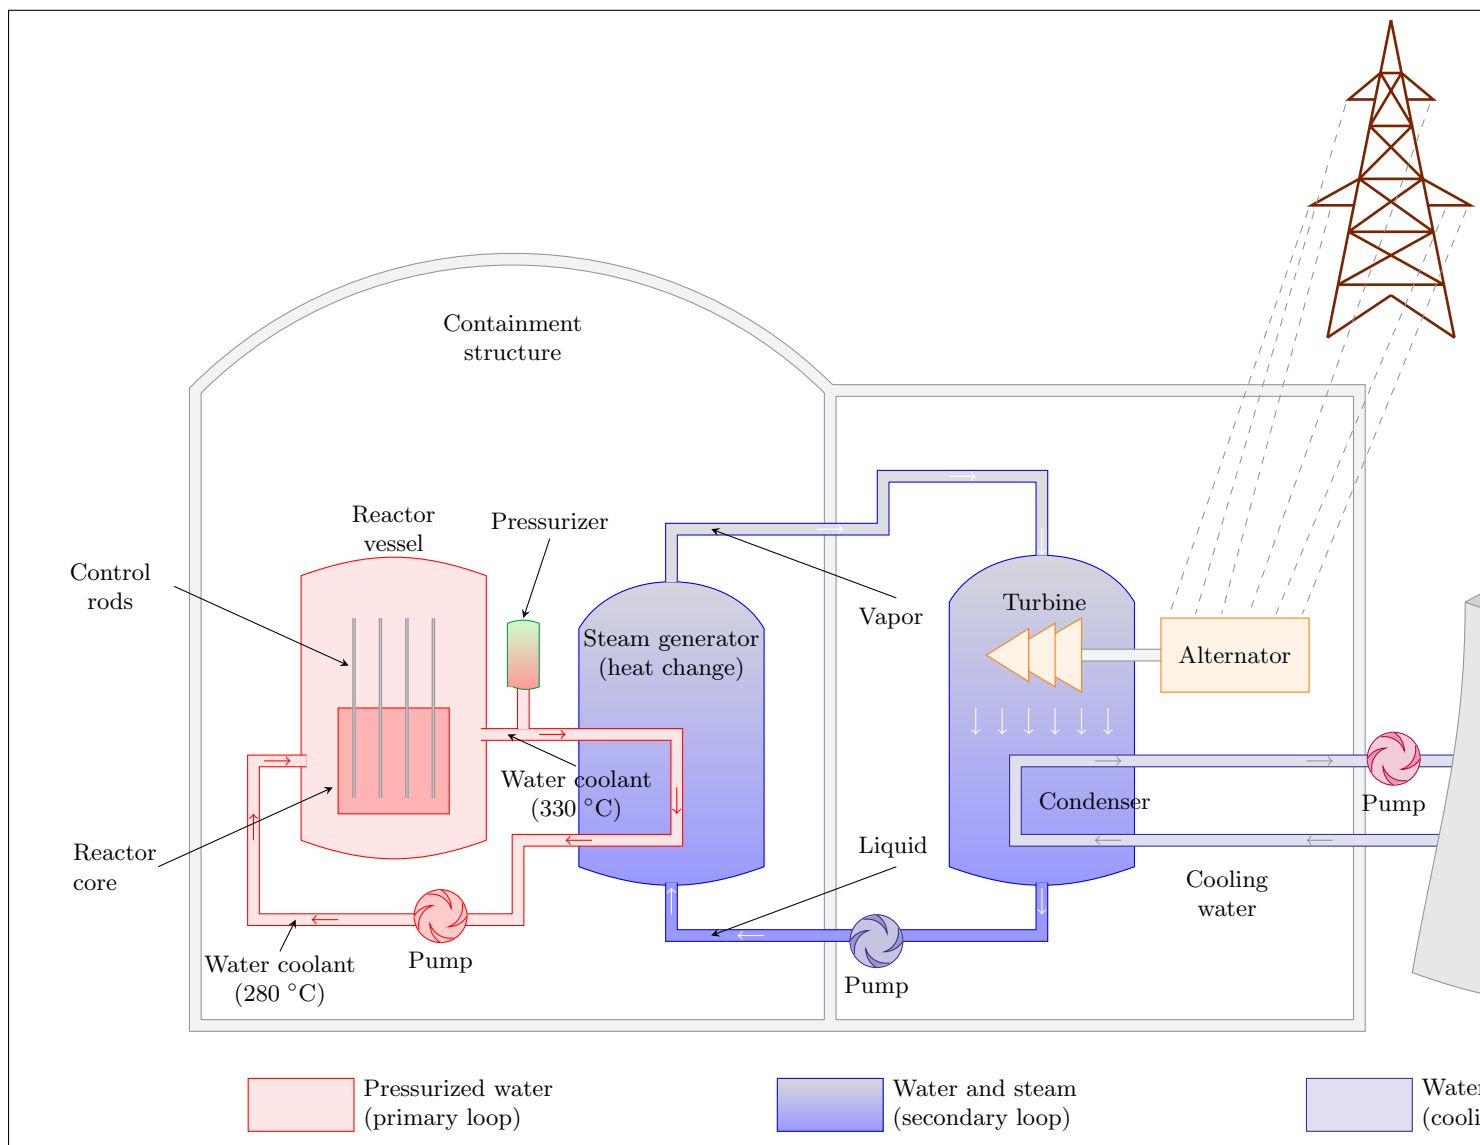 Containment
structure
Reactor
vessel
Pressurizer
Control
rods
Vapor
Turbine
Steam generator
(heat change)
Alternator
Water coolant
(330 °C)
Condenser
Pump
Reactor
core
Liquid
Cooling
water
Water coolant
(280 °C)
Pump
Pump
Pressurized water
(primary loop)
Water and steam
(secondary loop)
Water
(cooli